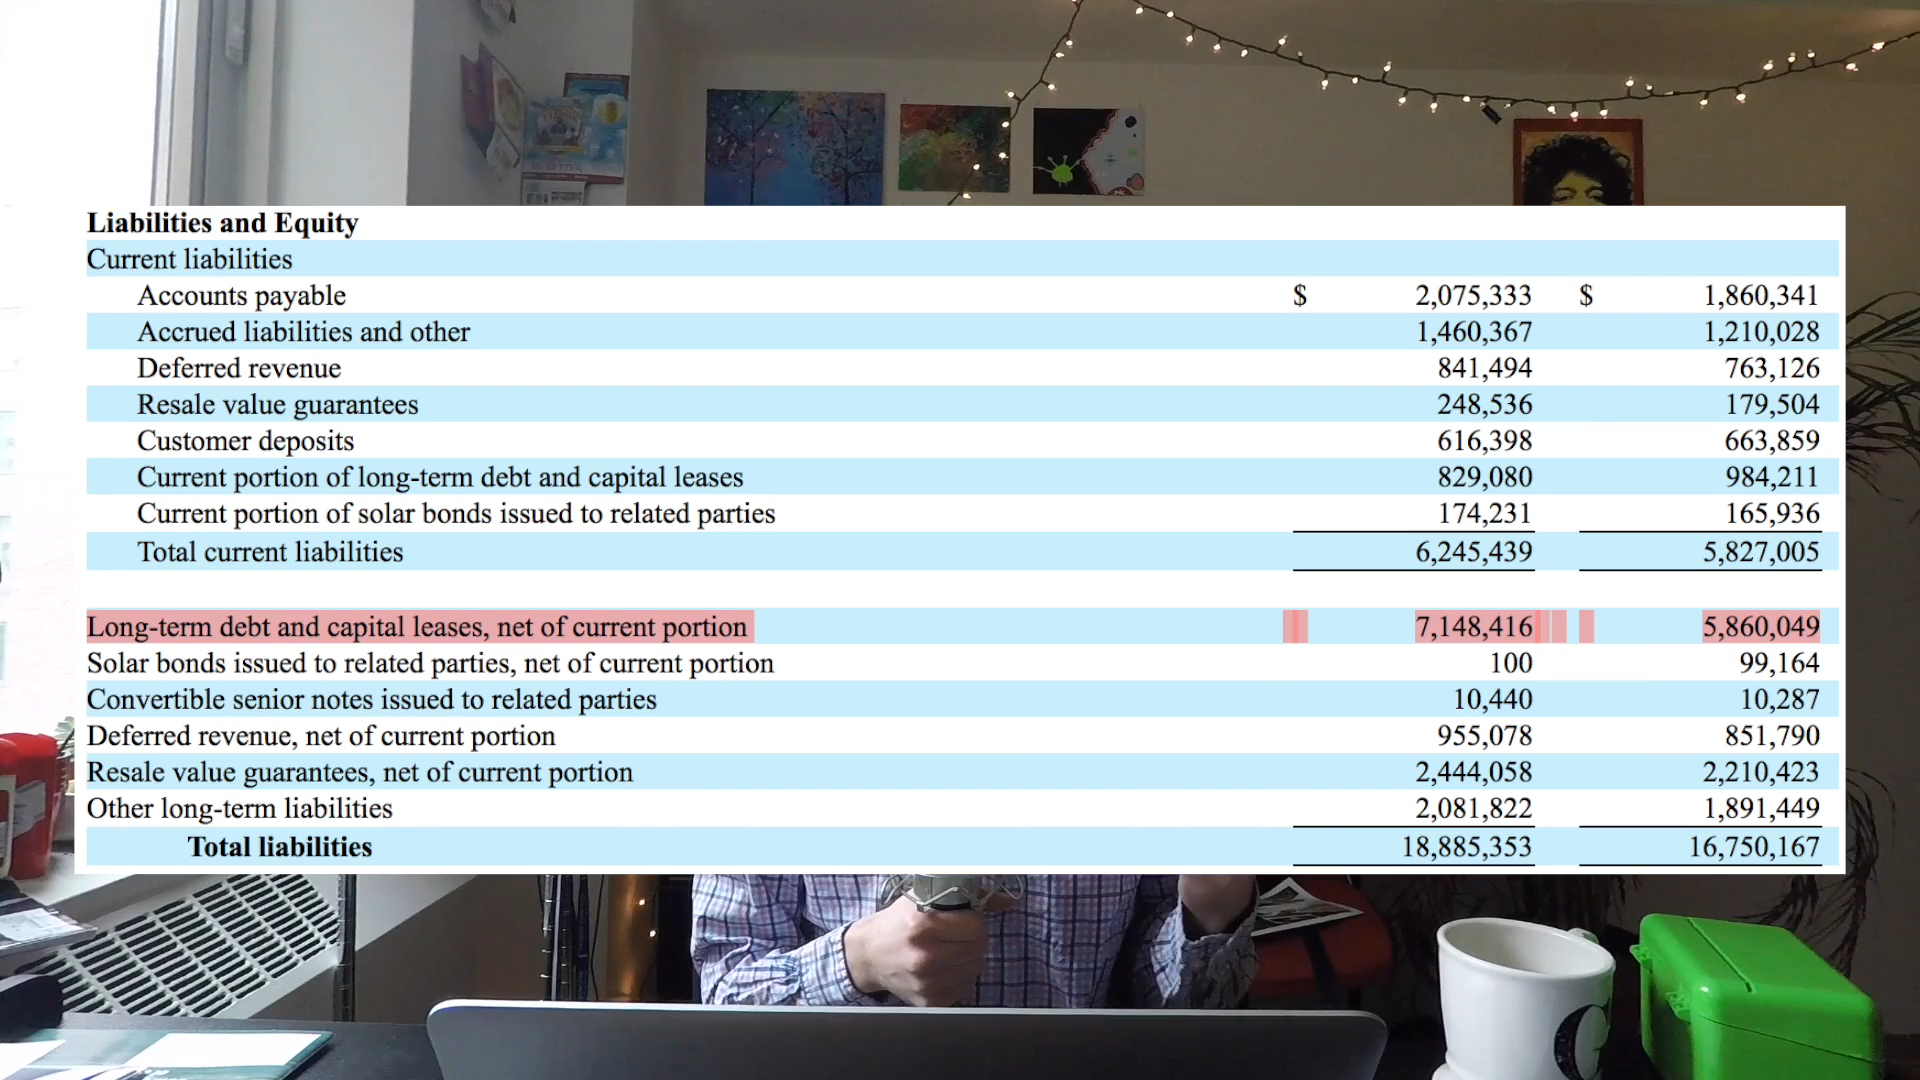 Liabilities and Equity
Current liabilities
Accounts payable $ 2,075,333 $ 1,860,341
Accrued liabilities and other 1,460,367 1,210,028
Deferred revenue 841,494 763,126
Resale value guarantees 248,536 179,504
Customer deposits 616,398 663,859
Current portion of long-term debt and capital leases 829,080 984,211
Current portion of solar bonds issued to related parties 174,231 165,936
Total current liabilities 6,245,439 5,827,005
Long-term debt and capital leases, net of current portion 7,148,416 5,860,049
Solar bonds issued to related parties, net of current portion 100 99,164
Convertible senior notes issued to related parties 10,440 10,287
Deferred revenue, net of current portion 955,078 851,790
Resale value guarantees, net of current portion 2,444,058 2,210,423
Other long-term liabilities 2,081,822 1,891,449
Total liabilities 18,885,353 16,750,167